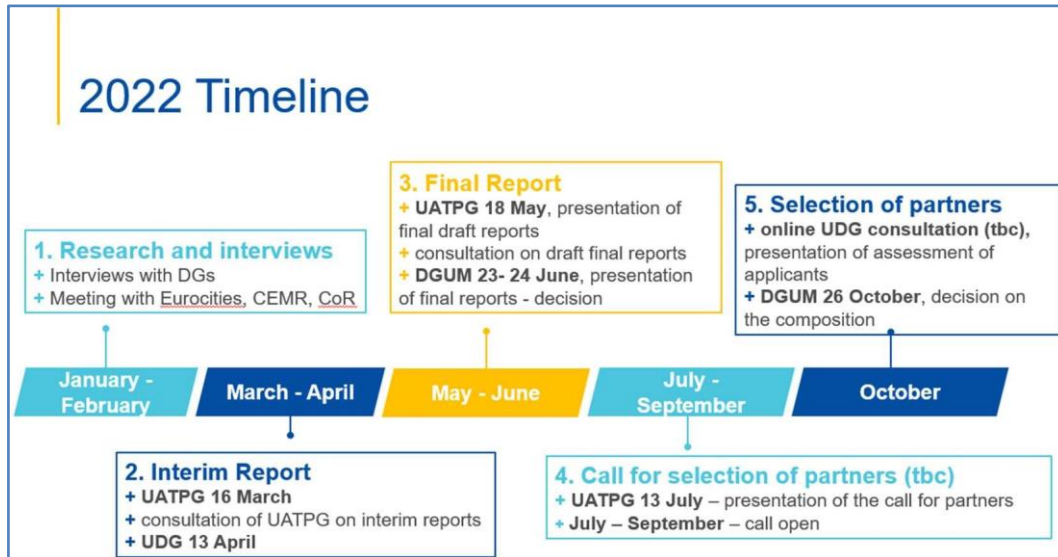 2022 Timeline
1. Research and interviews
+ Interviews with DGs
+ Meeting with Eurocities, CEMR, CoR
3. Final Report
+ UATPG 18 May, presentation of
final draft reports
+ consultation on draft final reports
+ DGUM 23- 24 June, presentation
of final reports - decision
5. Selection of partners
+ online UDG consultation (tbc),
presentation of assessment of
applicants
+ DGUM 26 October, decision on
the composition
January -
February
March - April
May - June
July -
September
October
2. Interim Report
+ UATPG 16 March
+ consultation of UATPG on interim reports
+ UDG 13 April
4. Call for selection of partners (tbc)
+ UATPG 13 July – presentation of the call for partners
+ July – September – call open